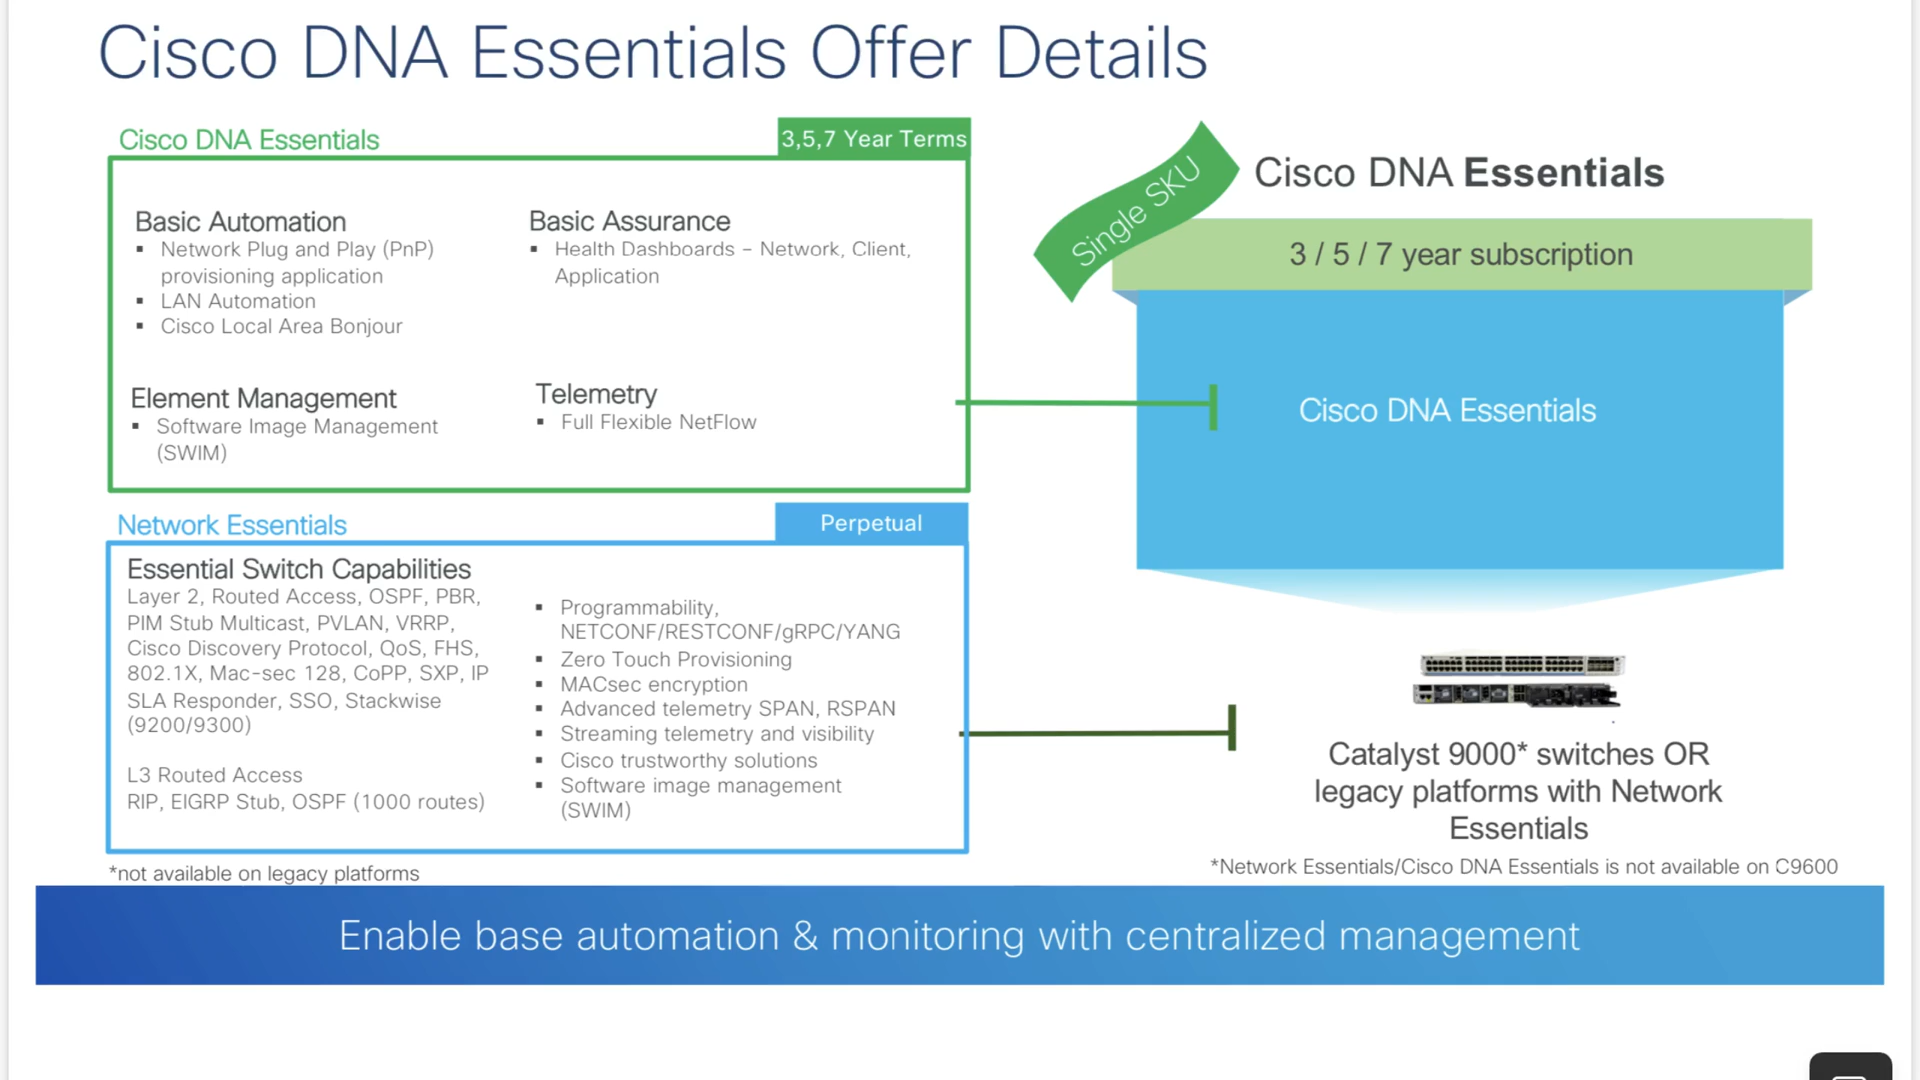 Cisco DNA Essentials Offer Details
Cisco DNA Essentials
3,5,7 Year Terms
Basic Automation
▪ Network Plug and Play (PnP)
provisioning application
▪ LAN Automation
▪ Cisco Local Area Bonjour
Basic Assurance
▪ Health Dashboards – Network, Client,
Application
Element Management
▪ Software Image Management
(SWIM)
Telemetry
▪ Full Flexible NetFlow
Network Essentials
Perpetual
Essential Switch Capabilities
Layer 2, Routed Access, OSPF, PBR,
PIM Stub Multicast, PVLAN, VRRP,
Cisco Discovery Protocol, QoS, FHS,
802.1X, Mac-sec 128, CoPP, SXP, IP
SLA Responder, SSO, Stackwise
(9200/9300)
L3 Routed Access
RIP, EIGRP Stub, OSPF (1000 routes)
▪ Programmability,
NETCONF/RESTCONF/gRPC/YANG
▪ Zero Touch Provisioning
▪ MACsec encryption
▪ Advanced telemetry SPAN, RSPAN
▪ Streaming telemetry and visibility
▪ Cisco trustworthy solutions
▪ Software image management
(SWIM)
*not available on legacy platforms
Single SKU
Cisco DNA Essentials
3 / 5 / 7 year subscription
Cisco DNA Essentials
Catalyst 9000* switches OR
legacy platforms with Network
Essentials
*Network Essentials/Cisco DNA Essentials is not available on C9600
Enable base automation & monitoring with centralized management